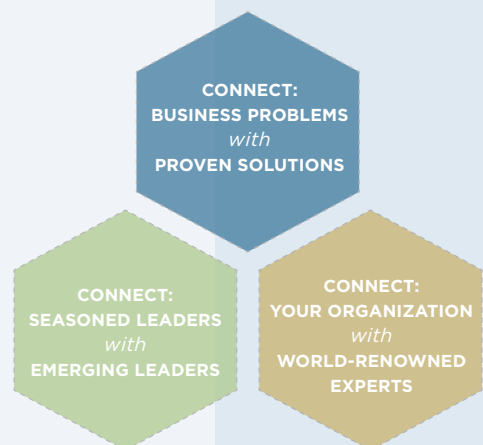 CONNECT:
BUSINESS PROBLEMS
with
PROVEN SOLUTIONS
CONNECT:
SEASONED LEADERS
with
EMERGING LEADERS
CONNECT:
YOUR ORGANIZATION
with
WORLD-RENOWNED
EXPERTS